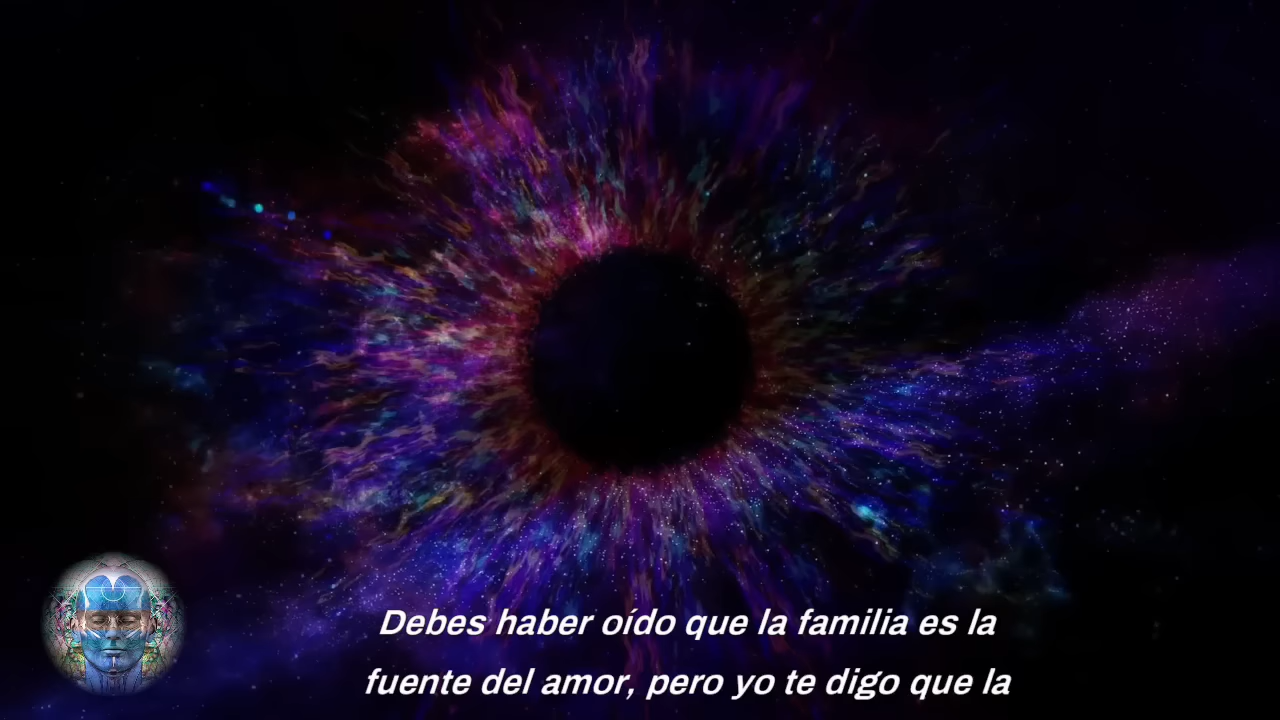 Debes haber oído que la familia es la
fuente del amor, pero yo te digo que la